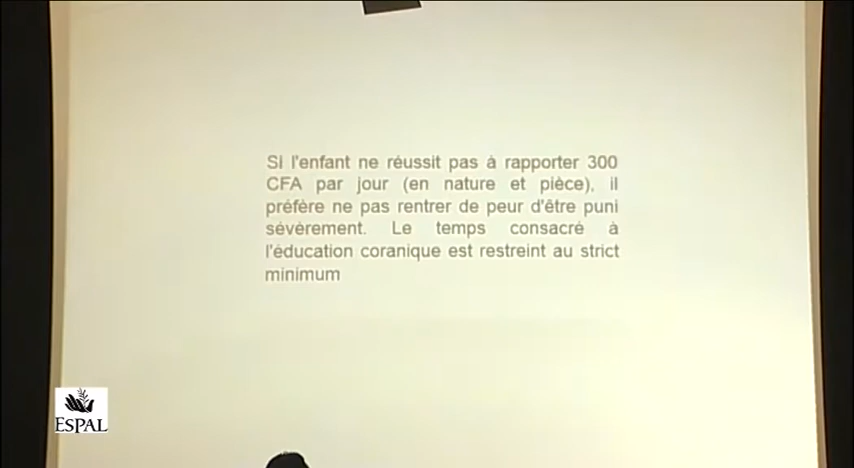 Si l'enfant ne réussit pas à rapporter 300
CFA par jour (en nature et pièce), il
préfère ne pas rentrer de peur d'être puni
sévèrement. Le temps consacré à
l'éducation coranique est restreint au strict
minimum
ESPAL